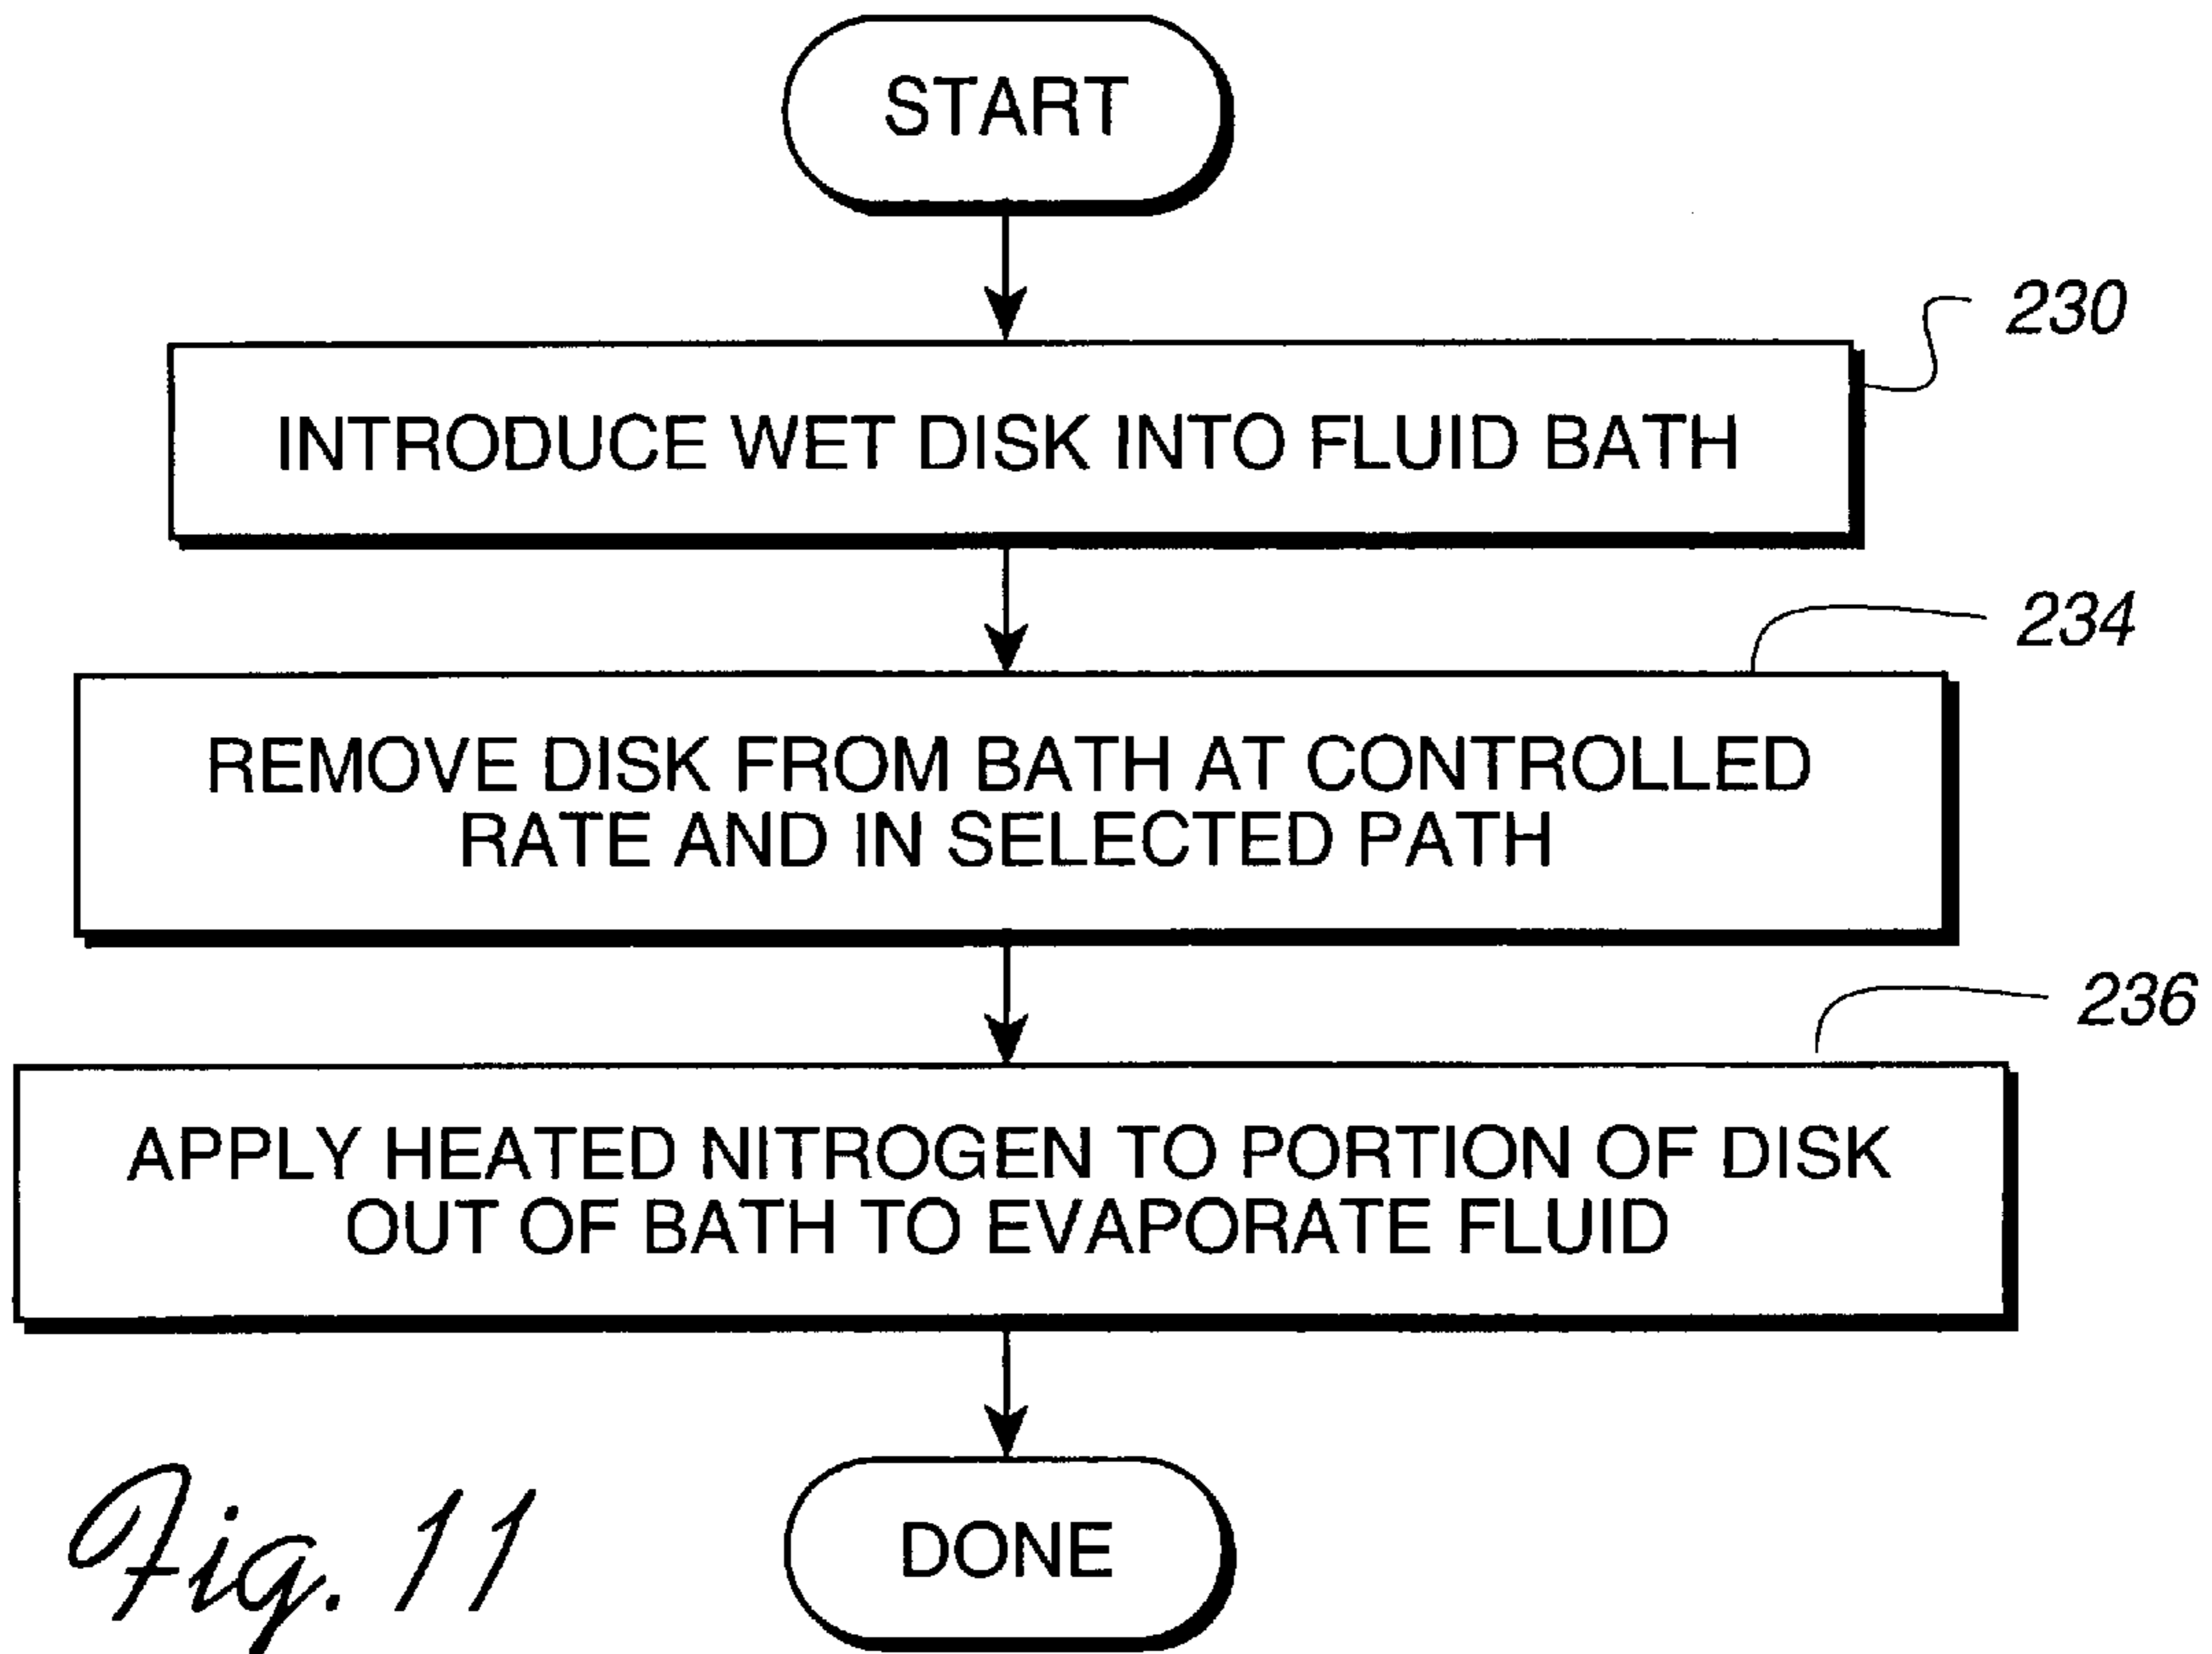 START
230
INTRODUCE WET DISK INTO FLUID BATH
234
REMOVE DISK FROM BATH AT CONTROLLED
RATE AND IN SELECTED PATH
236
APPLY HEATED NITROGEN TO PORTION OF DISK
OUT OF BATH TO EVAPORATE FLUID
DONE
Fig. 11